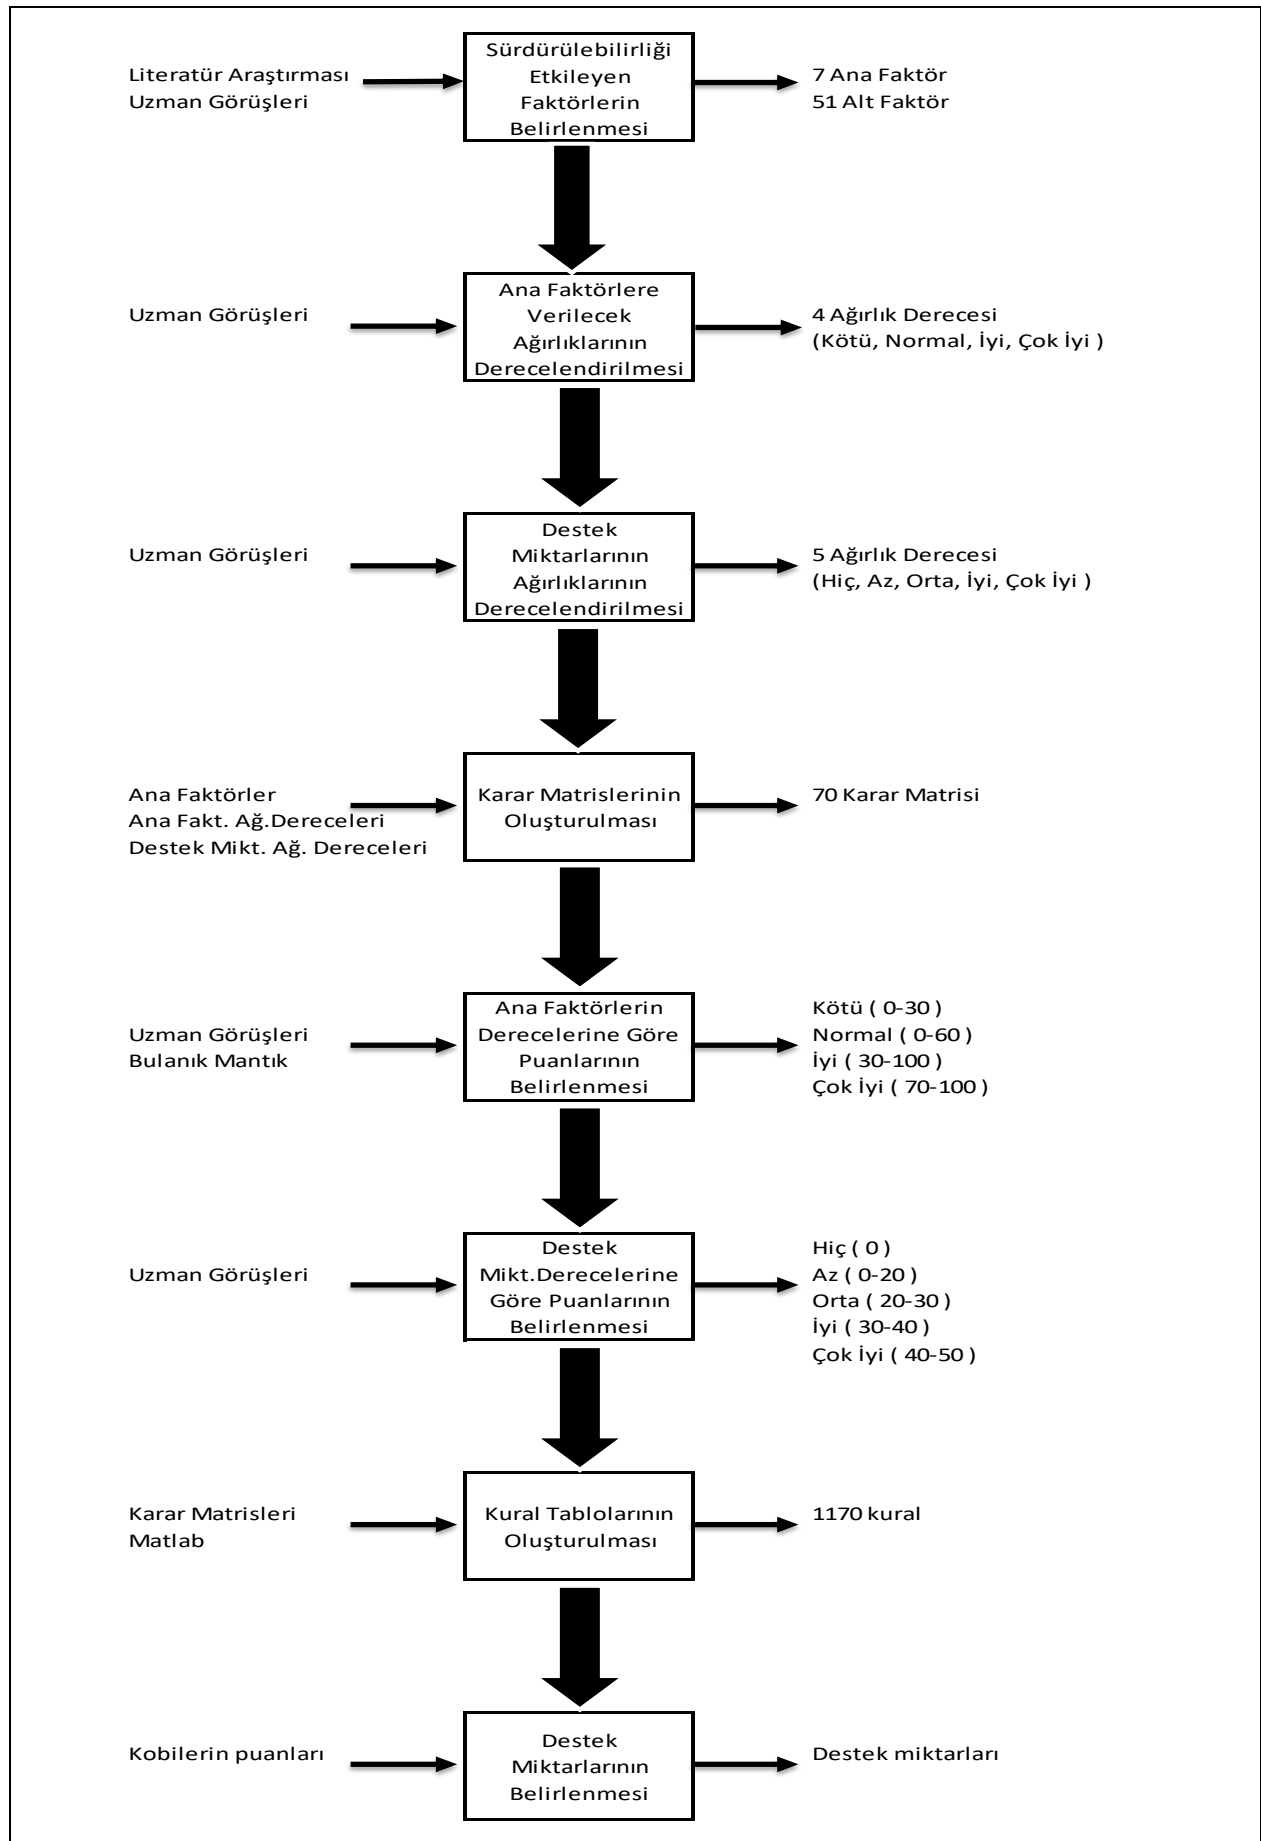 Literatür Araştırması
Uzman Görüşleri
Sürdürülebilirliği
Etkileyen
Faktörlerin
Belirlenmesi
7 Ana Faktör
51 Alt Faktör
Uzman Görüşleri
Ana Faktörlere
Verilecek
Ağırlıklarının
Derecelendirilmesi
4 Ağırlık Derecesi
(Kötü, Normal, İyi, Çok İyi )
Uzman Görüşleri
Destek
Miktarlarının
Ağırlıklarının
Derecelendirilmesi
5 Ağırlık Derecesi
(Hiç, Az, Orta, İyi, Çok İyi )
Ana Faktörler
Ana Fakt. Ağ.Dereceleri
Destek Mikt. Ağ. Dereceleri
Karar Matrislerinin
Oluşturulması
70 Karar Matrisi
Uzman Görüşleri
Bulanık Mantık
Ana Faktörlerin
Derecelerine Göre
Puanlarının
Belirlenmesi
Kötü ( 0-30 )
Normal ( 0-60 )
İyi ( 30-100 )
Çok İyi ( 70-100 )
Uzman Görüşleri
Destek
Mikt.Derecelerine
Göre Puanlarının
Belirlenmesi
Hiç ( 0 )
Az ( 0-20 )
Orta ( 20-30 )
İyi ( 30-40 )
Çok İyi ( 40-50 )
Karar Matrisleri
Matlab
Kural Tablolarının
Oluşturulması
1170 kural
Kobilerin puanları
Destek
Miktarlarının
Belirlenmesi
Destek miktarları